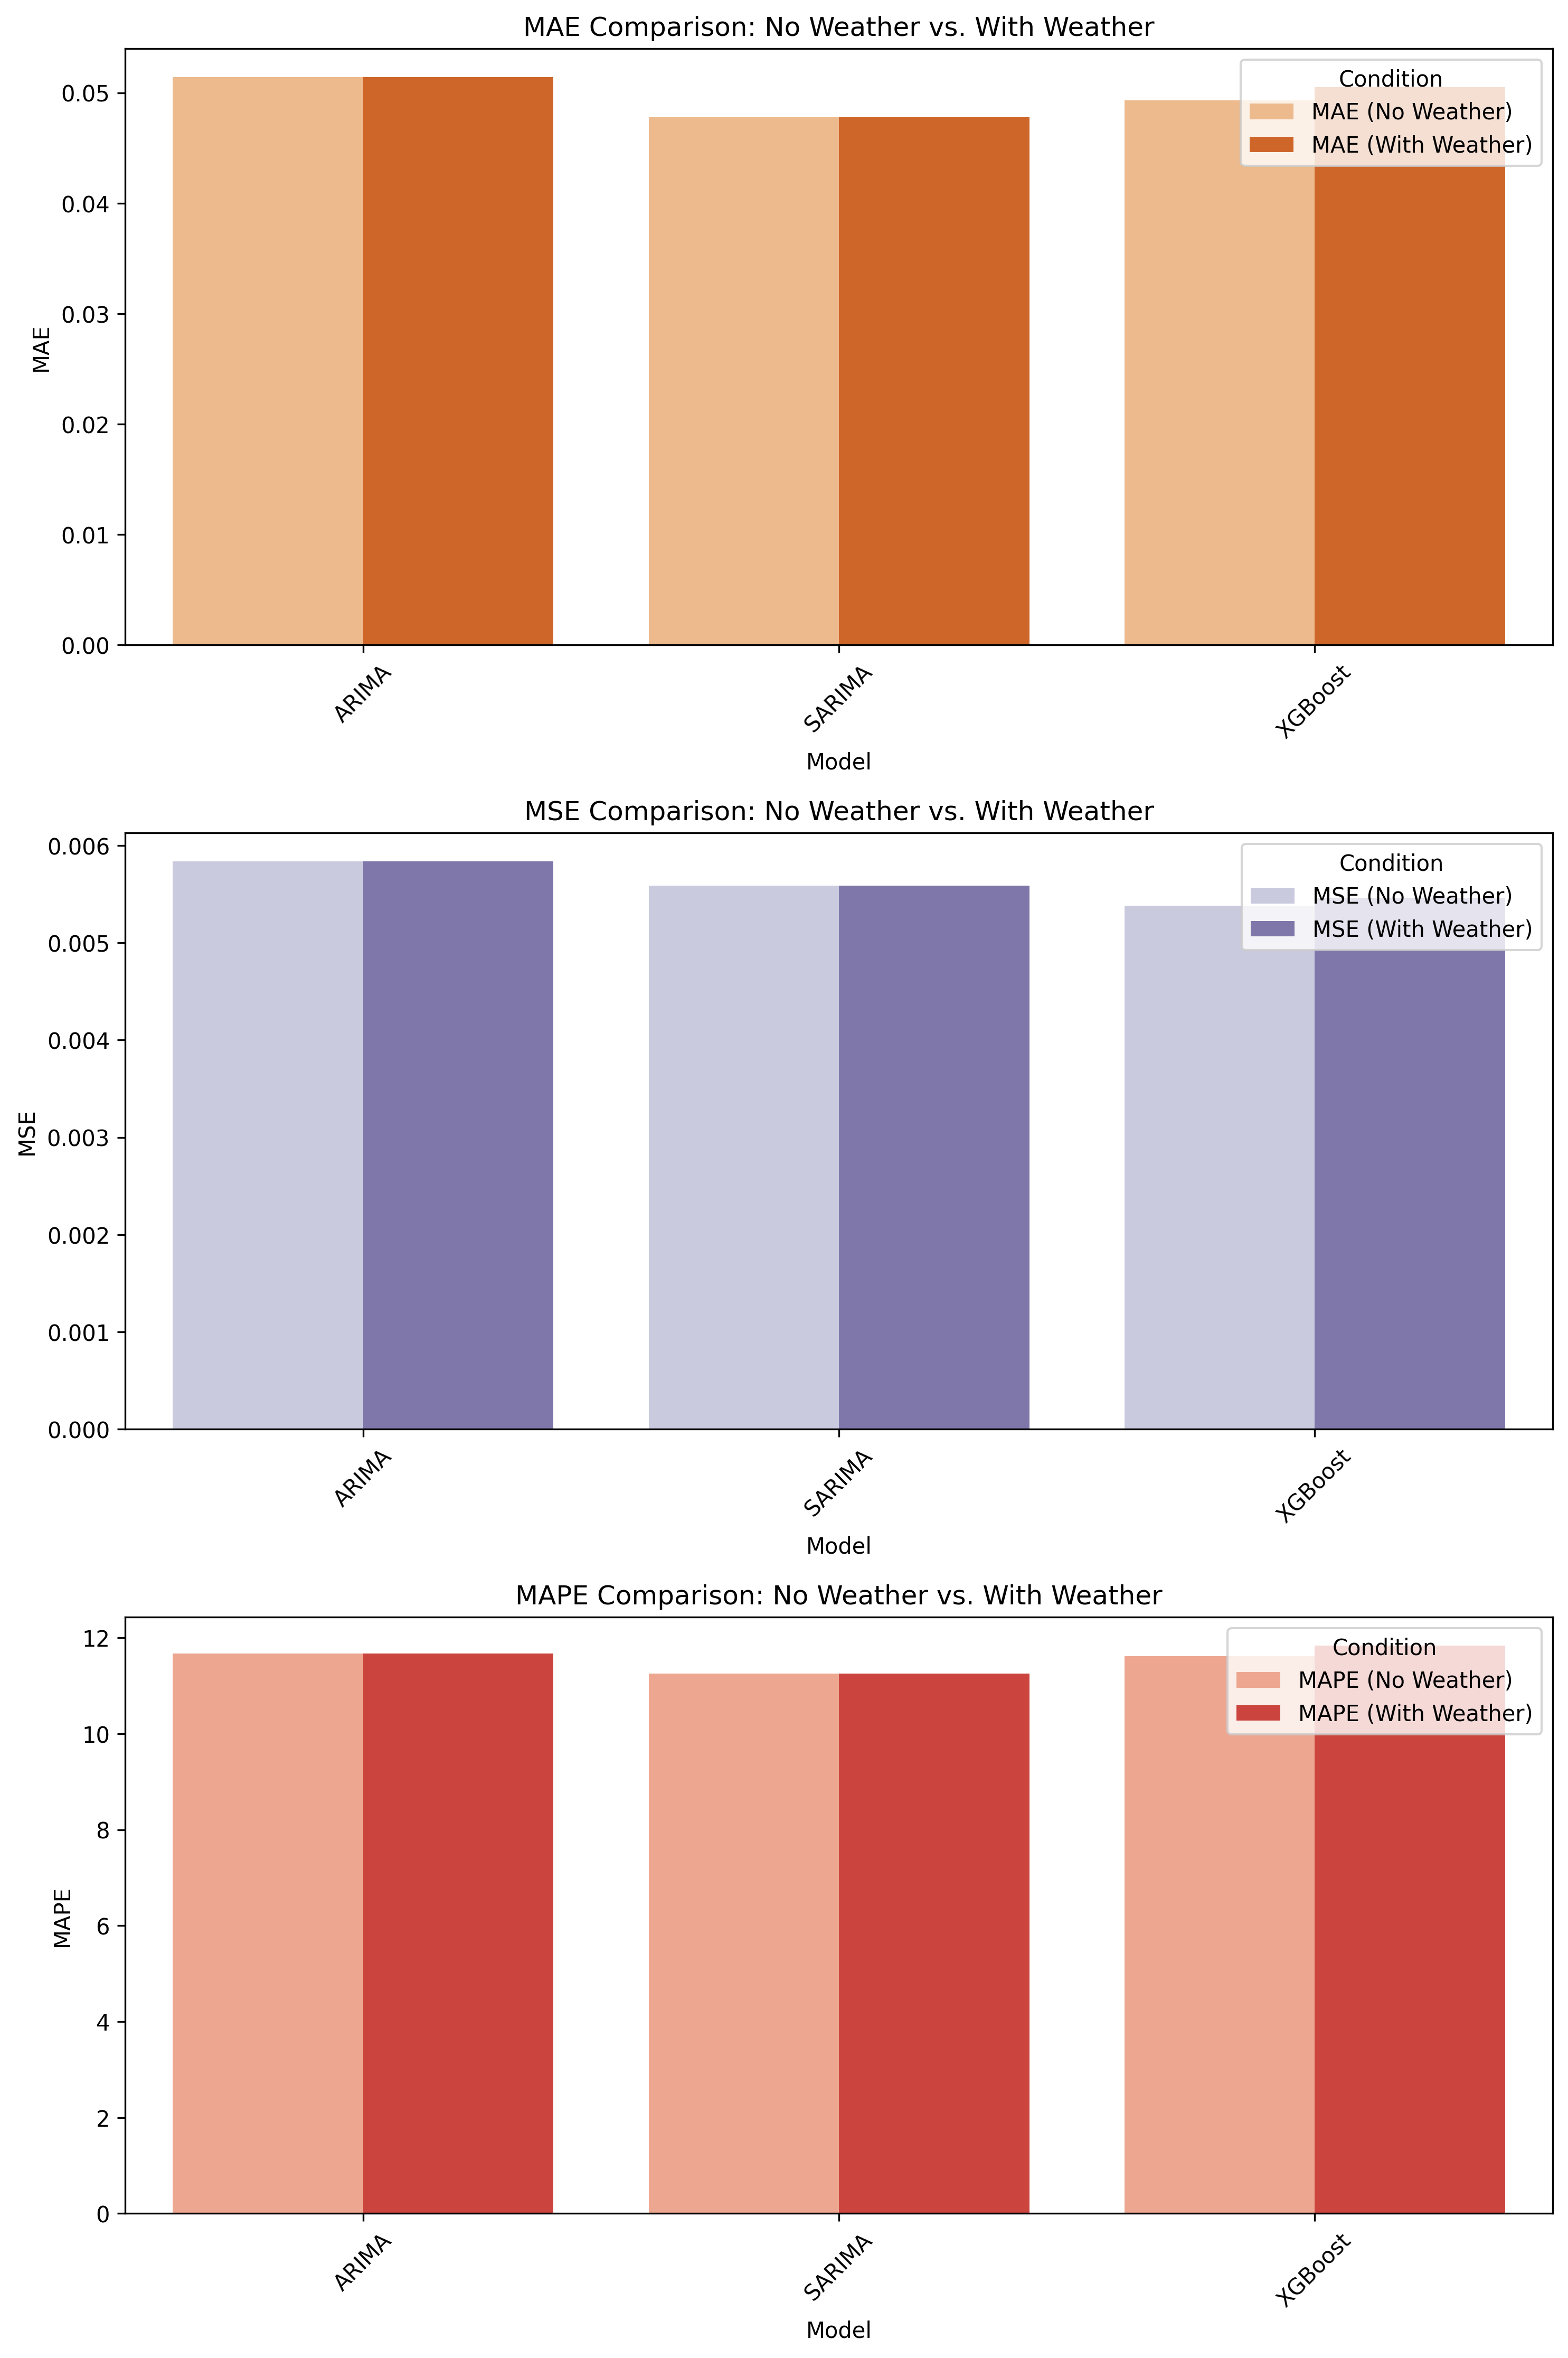 MAE Comparison: No Weather vs. With Weather
Condition
MAE (No Weather)
MAE (With Weather)
0.05
0.04
0.03
0.02
0.01
0.00
MAE
ARIMA
SARIMA
XGBoost
Model
MSE Comparison: No Weather vs. With Weather
Condition
MSE (No Weather)
MSE (With Weather)
0.006
0.005
0.004
0.003
0.002
0.001
0.000
MSE
ARIMA
SARIMA
XGBoost
Model
MAPE Comparison: No Weather vs. With Weather
Condition
MAPE (No Weather)
MAPE (With Weather)
12
10
8
6
4
2
0
MAPE
ARIMA
SARIMA
XGBoost
Model